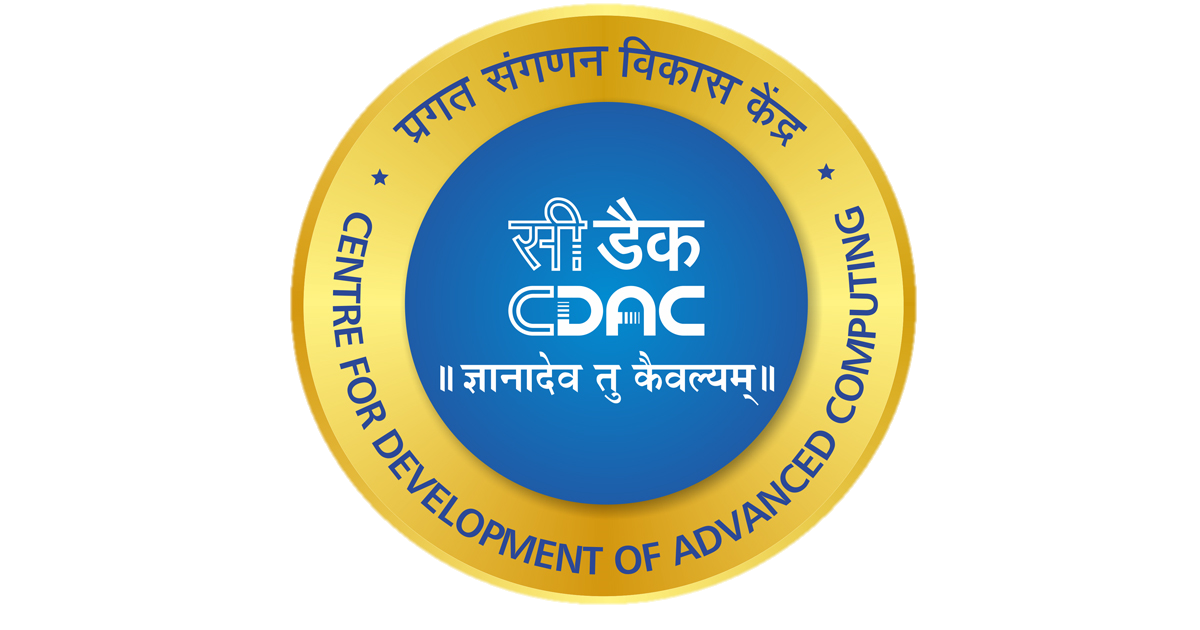 प्रगत संगणन विकास केंद्र
सी डैक
CDAC
॥ ज्ञानादेव तु कैवल्यम् ॥
CENTRE FOR DEVELOPMENT OF ADVANCED COMPUTING